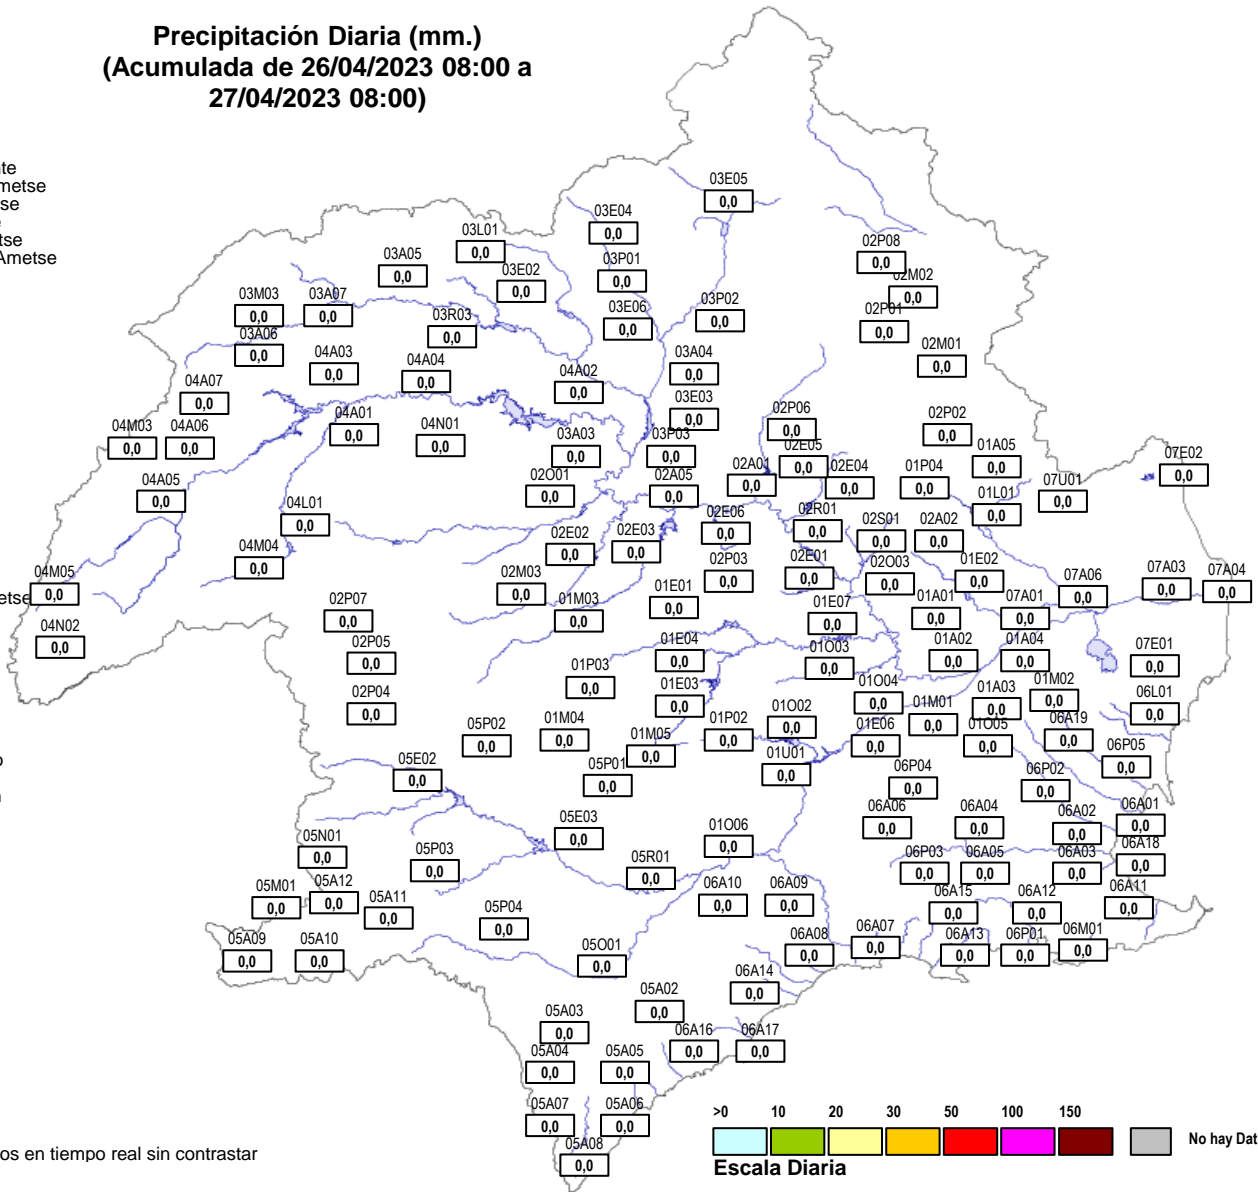 Precipitación Diaria (mm.)
(Acumulada de 26/04/2023 08:00 a
27/04/2023 08:00)
03E05
0,0
03E04
0,0
03L01
0,0
03A05
0,0
03P01
0,0
03E02
0,0
02P08
0,0
02M02
0,0
03M03
0,0
03A07
0,0
03R03
0,0
03E06
0,0
03P02
0,0
02P01
0,0
03A06
0,0
04A03
0,0
04A04
0,0
04A02
0,0
03A04
0,0
02M01
0,0
04A07
0,0
03E03
0,0
04M03
0,0
04A06
0,0
04A01
0,0
04N01
0,0
03A03
0,0
03P03
0,0
02P06
0,0
02E05
0,0
02P02
0,0
01A05
0,0
07E02
0,0
04A05
0,0
02O01
0,0
02A05
0,0
02A01
0,0
02E04
0,0
01P04
0,0
01L01
0,0
07U01
0,0
04L01
0,0
02E06
0,0
02R01
0,0
02S01
0,0
02A02
0,0
04M04
0,0
02E02
0,0
02E03
0,0
02P03
0,0
02E01
0,0
02O03
0,0
01E02
0,0
04M05
0,0
02M03
0,0
01M03
0,0
01E01
0,0
01E07
0,0
01A01
0,0
07A01
0,0
07A06
0,0
07A03
0,0
07A04
0,0
04N02
0,0
02P07
0,0
02P05
0,0
01E04
0,0
01O03
0,0
01A02
0,0
01A04
0,0
07E01
0,0
02P04
0,0
01P03
0,0
01E03
0,0
01O04
0,0
01M01
0,0
01A03
0,0
01M02
0,0
06L01
0,0
05P02
0,0
01M04
0,0
01M05
0,0
01P02
0,0
01O02
0,0
01E06
0,0
01O05
0,0
06A19
0,0
05E02
0,0
05P01
0,0
01U01
0,0
06P04
0,0
06P02
0,0
06P05
0,0
05E03
0,0
01O06
0,0
06A06
0,0
06A04
0,0
06A02
0,0
06A01
0,0
05N01
0,0
05P03
0,0
05R01
0,0
06P03
0,0
06A05
0,0
06A03
0,0
06A18
0,0
05M01
0,0
05A12
0,0
05A11
0,0
06A10
0,0
06A09
0,0
06A15
0,0
06A12
0,0
06A11
0,0
05A09
0,0
05A10
0,0
05P04
0,0
05O01
0,0
06A08
0,0
06A07
0,0
06A13
0,0
06P01
0,0
06M01
0,0
05A03
0,0
05A02
0,0
06A14
0,0
05A04
0,0
05A05
0,0
06A16
0,0
06A17
0,0
05A07
0,0
05A06
0,0
05A08
0,0
>0 10 20 30 50 100 150
No hay Dat
Escala Diaria
os en tiempo real sin contrastar